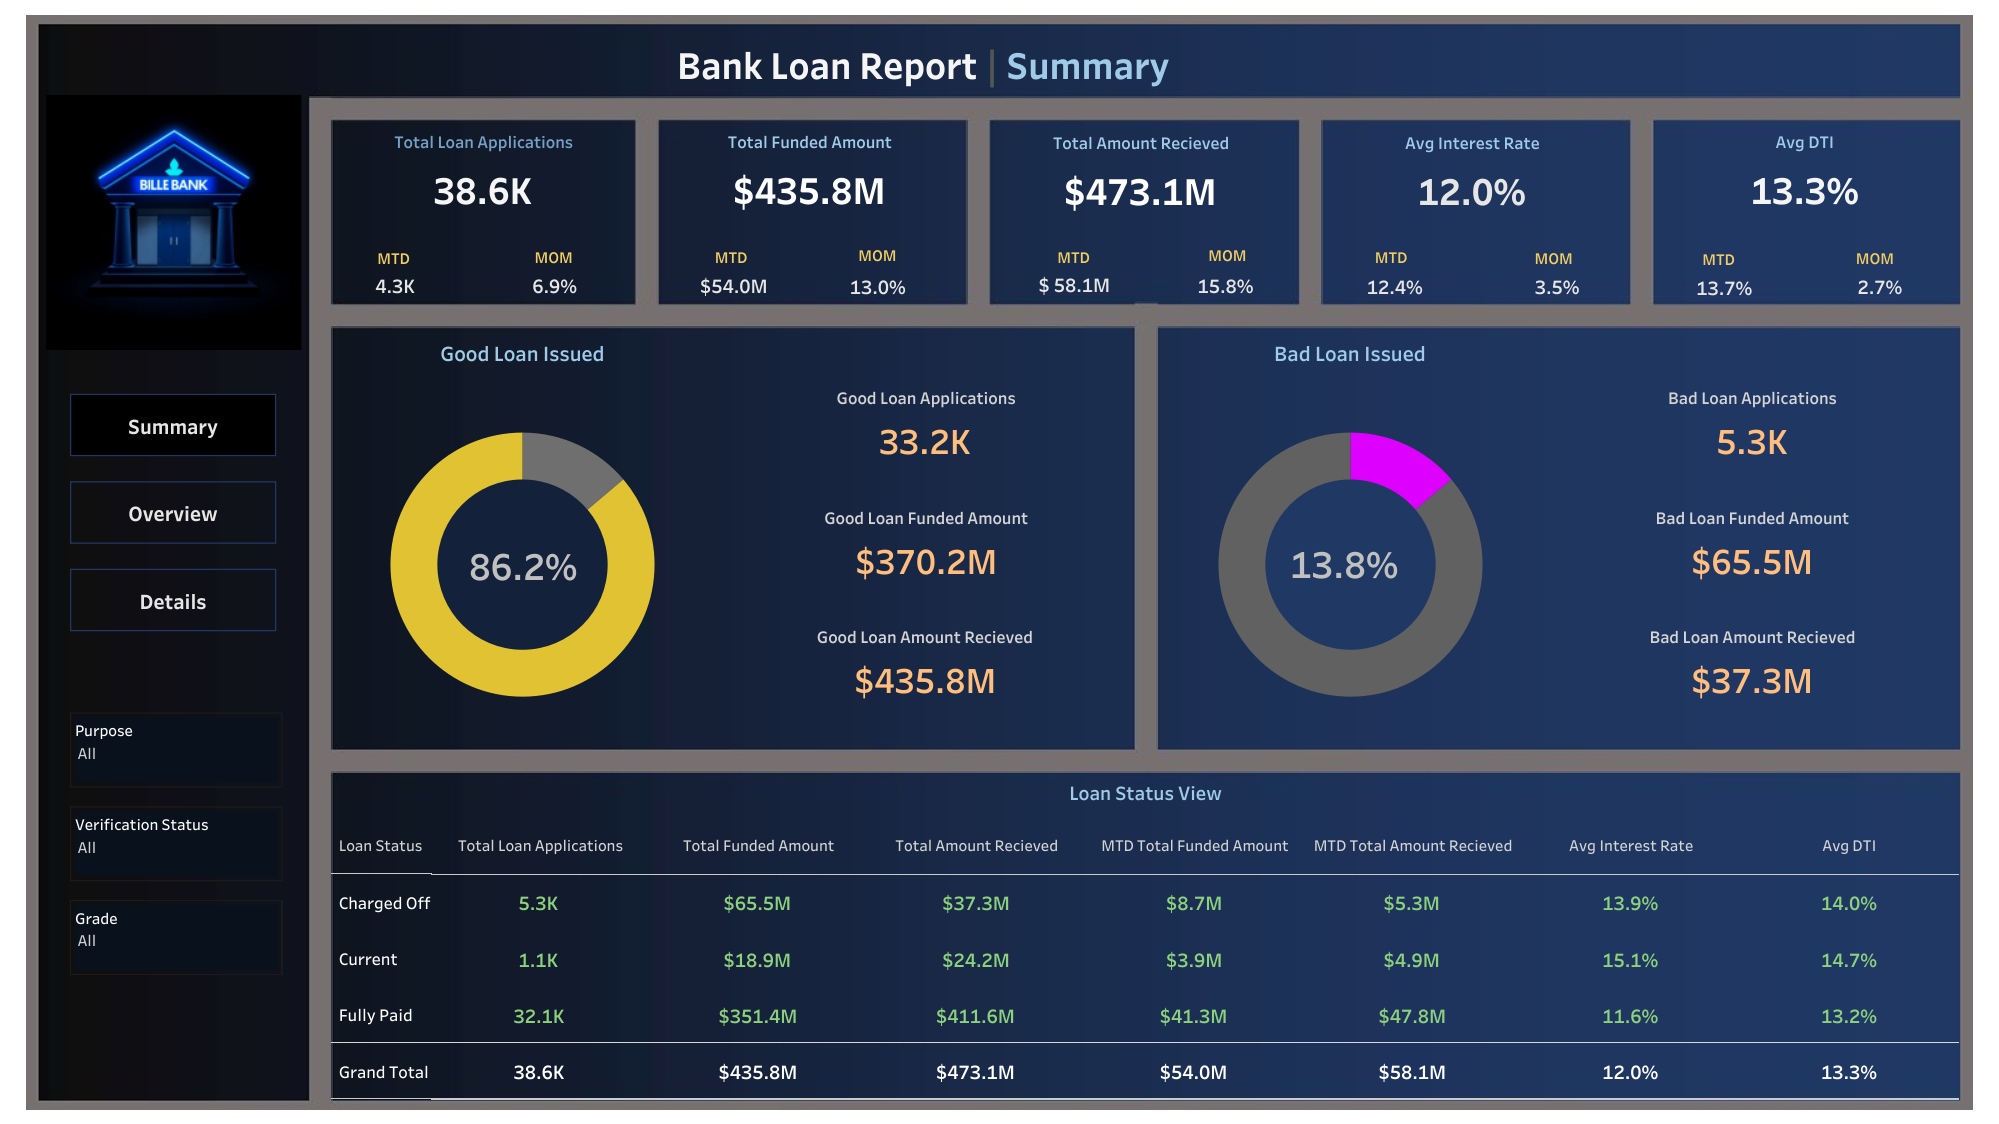 Bank Loan Report | Summary
BILLE BANK
Summary
Overview
Details
Purpose
All
Verification Status
All
Grade
All
Total Loan Applications
38.6K
MTD MOM
4.3K 6.9%
Total Funded Amount
$435.8M
MTD MOM
$54.0M 13.0%
Total Amount Recieved
$473.1M
MTD MOM
$ 58.1M 15.8%
Avg Interest Rate
12.0%
MTD MOM
12.4% 3.5%
Avg DTI
13.3%
MTD MOM
13.7% 2.7%
Good Loan Issued
86.2%
Good Loan Applications
33.2K
Good Loan Funded Amount
$370.2M
Good Loan Amount Recieved
$435.8M
Bad Loan Issued
13.8%
Bad Loan Applications
5.3K
Bad Loan Funded Amount
$65.5M
Bad Loan Amount Recieved
$37.3M
Loan Status View
Loan Status Total Loan Applications Total Funded Amount Total Amount Recieved MTD Total Funded Amount MTD Total Amount Recieved Avg Interest Rate Avg DTI
Charged Off 5.3K $65.5M $37.3M $8.7M $5.3M 13.9% 14.0%
Current 1.1K $18.9M $24.2M $3.9M $4.9M 15.1% 14.7%
Fully Paid 32.1K $351.4M $411.6M $41.3M $47.8M 11.6% 13.2%
Grand Total 38.6K $435.8M $473.1M $54.0M $58.1M 12.0% 13.3%